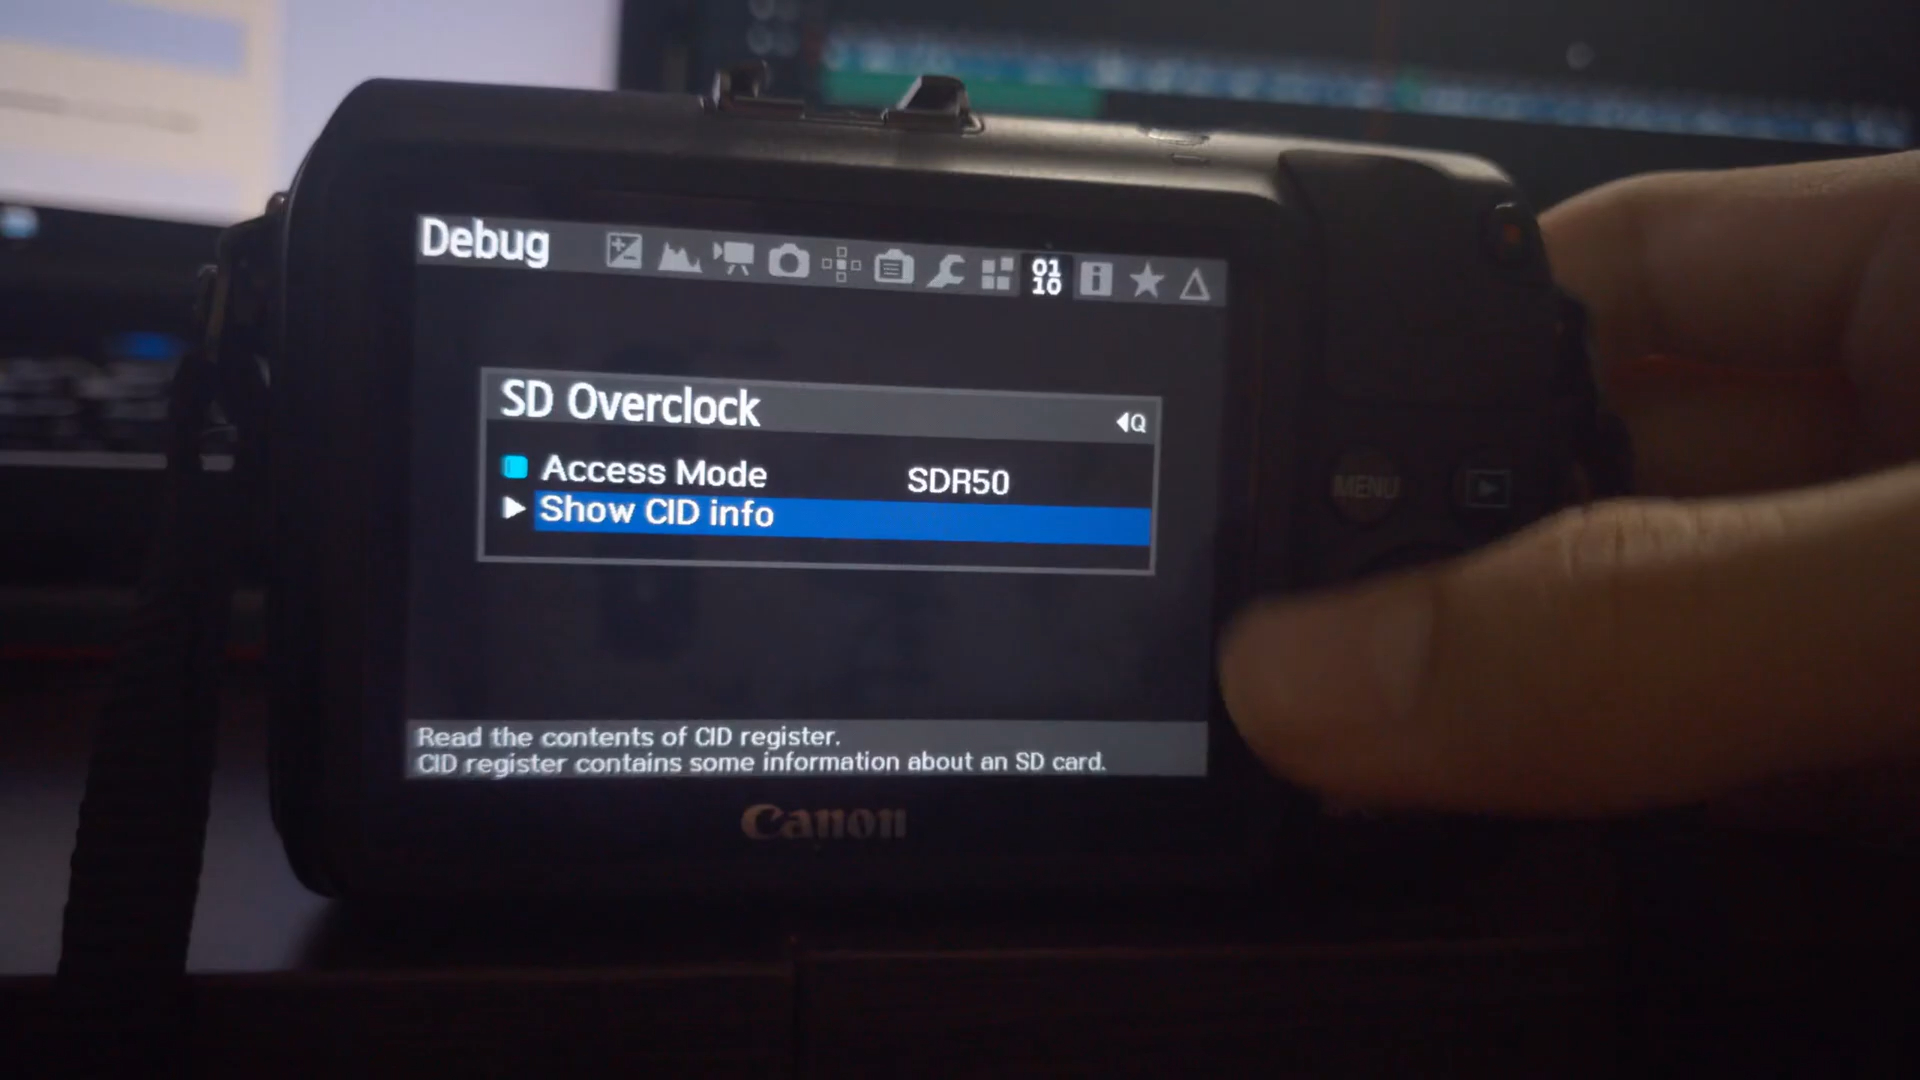 Debug
01
10
SD Overclock
Q
Access Mode SDR50
Show CID info
Read the contents of CID register.
CID register contains some information about an SD card.
MENU
Canon